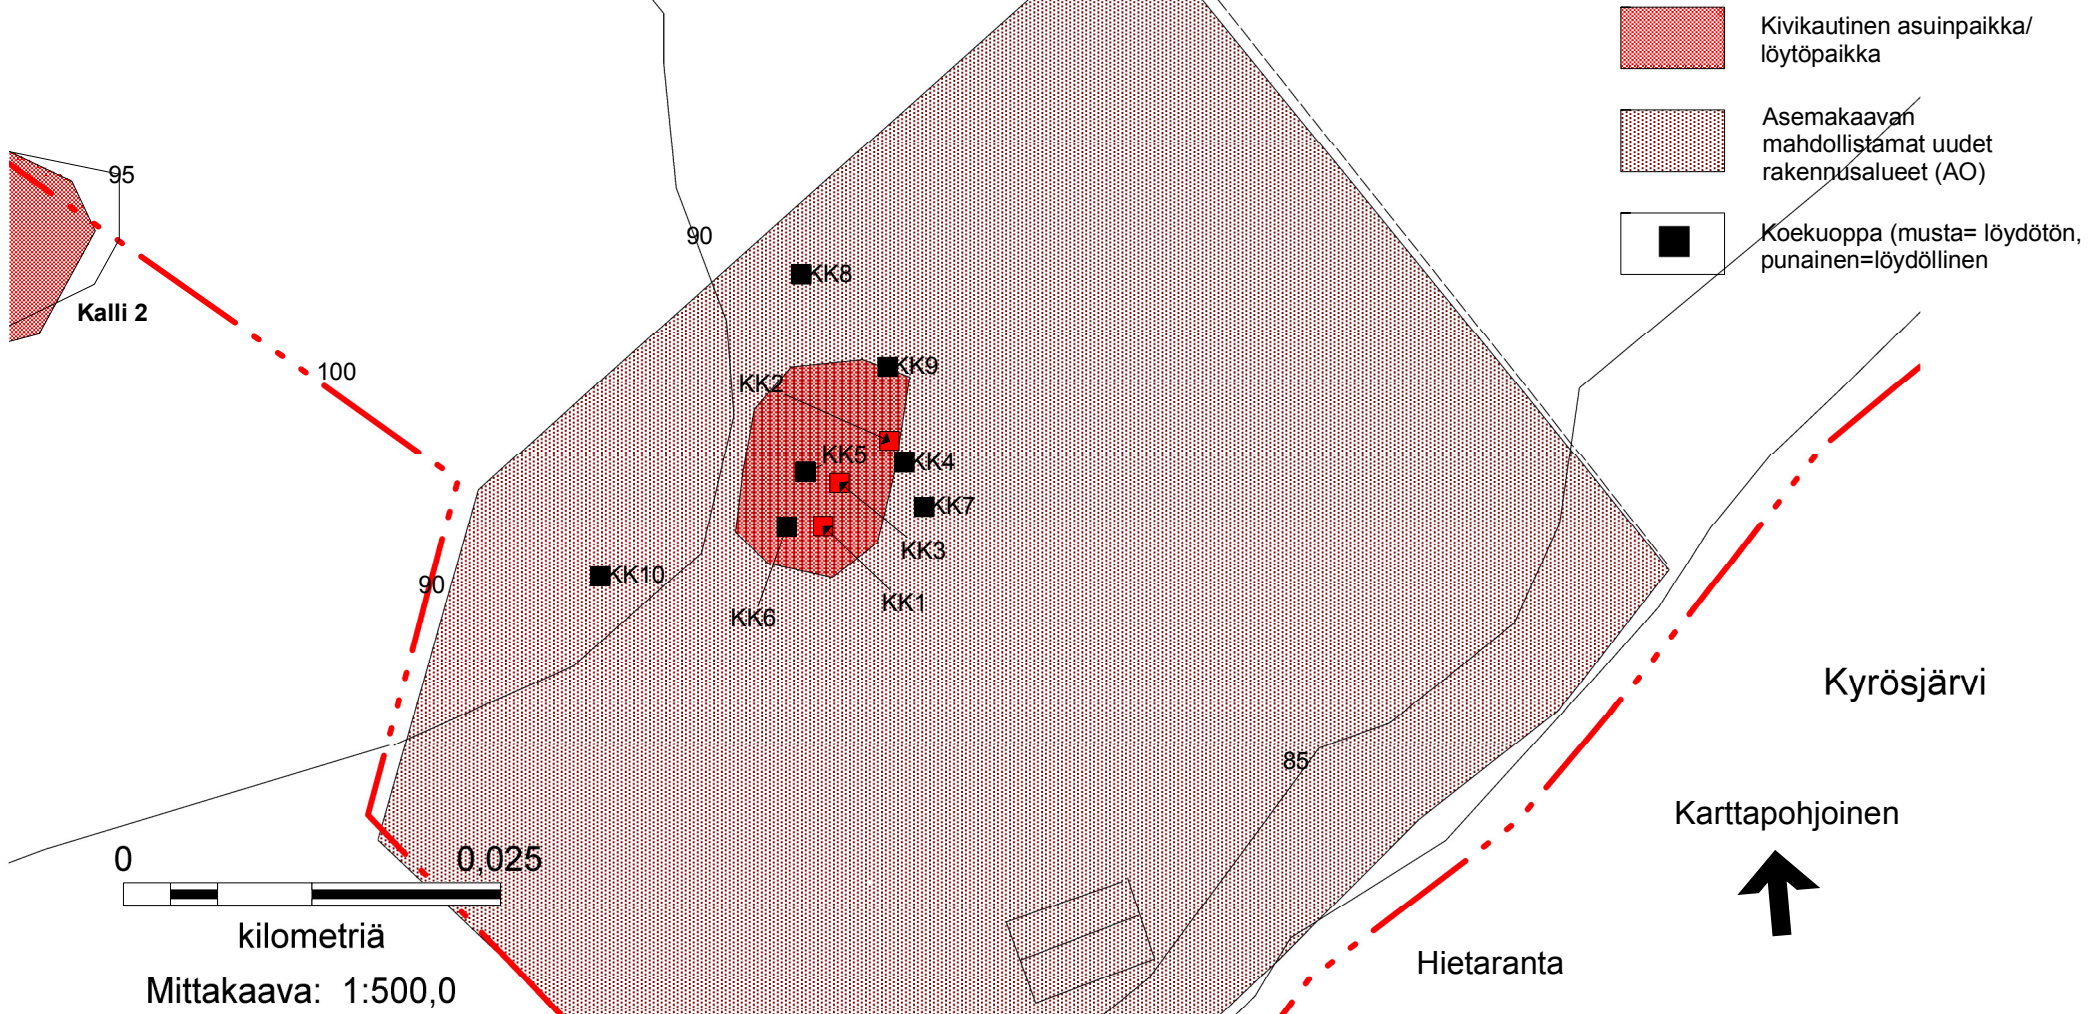 Kivikautinen asuinpaikka/
löytöpaikka
Asemakaavan
mahdollistamat uudet
rakennusalueet (AO)
Koekuoppa (musta= löydötön,
punainen=löydöllinen
95
90
KK8
Kalli 2
100
KK9
KK2
KK5
KK4
KK7
KK3
KK10
90
KK1
KK6
Kyrösjärvi
85
Karttapohjoinen
0 0,025
kilometriä
Hietaranta
Mittakaava: 1:500,0